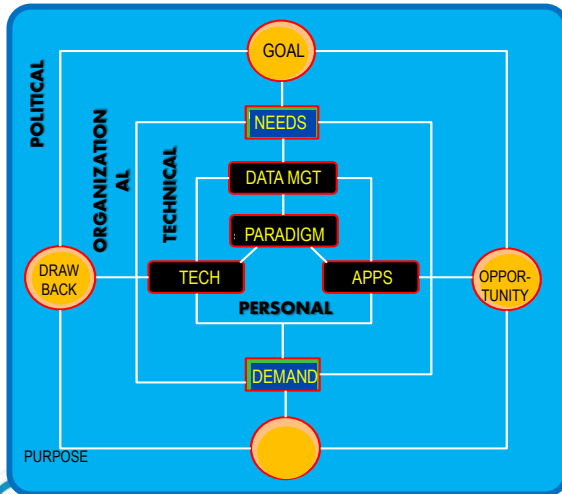 GOAL
POLITICAL
ORGANIZATION
AL
TECHNICAL
NEEDS
DATA MGT
: PARADIGM
DRAW
BACK
TECH
APPS
OPPOR-
TUNITY
PERSONAL
DEMAND
PURPOSE